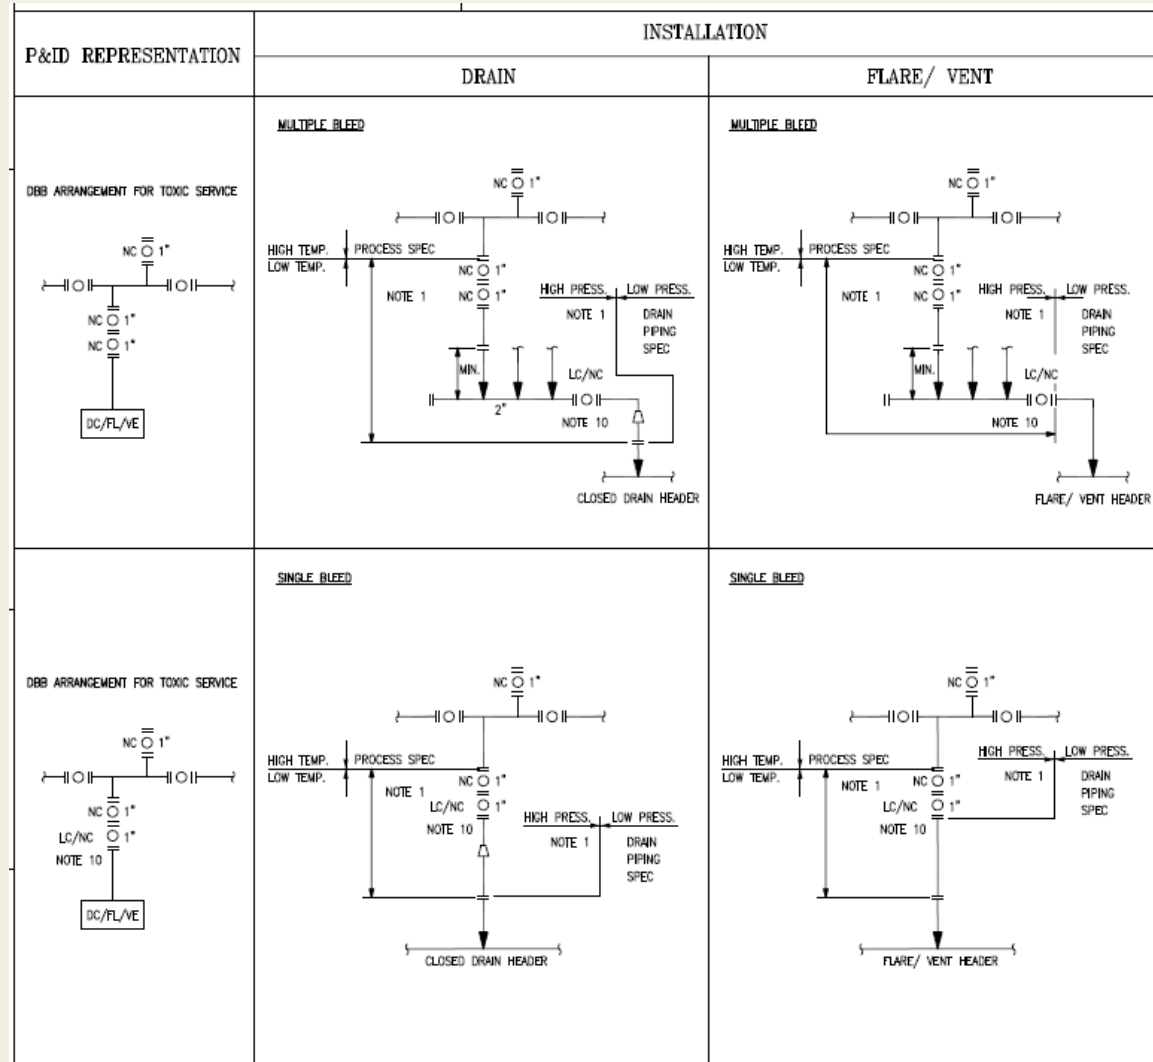 P&ID REPRESENTATION
INSTALLATION
DRAIN
FLARE/ VENT
DBB ARRANGEMENT FOR TOXIC SERVICE
NC 1"
NC 1"
NC 1"
DC/FL/VE
MULTIPLE BLEED
NC 1"
HIGH TEMP.
LOW TEMP.
PROCESS SPEC
NOTE 1
NC 1"
NC 1"
HIGH PRESS.
LOW PRESS.
NOTE 1
DRAIN
PIPING
SPEC
MIN.
2"
LC/NC
NOTE 10
CLOSED DRAIN HEADER
MULTIPLE BLEED
NC 1"
HIGH TEMP.
LOW TEMP.
PROCESS SPEC
NOTE 1
NC 1"
NC 1"
HIGH PRESS.
LOW PRESS.
NOTE 1
DRAIN
PIPING
SPEC
MIN.
LC/NC
NOTE 10
FLARE/ VENT HEADER
DBB ARRANGEMENT FOR TOXIC SERVICE
NC 1"
NC 1"
LC/NC 1"
NOTE 10
DC/FL/VE
SINGLE BLEED
NC 1"
HIGH TEMP.
LOW TEMP.
PROCESS SPEC
NOTE 1
NC 1"
LC/NC 1"
NOTE 10
HIGH PRESS.
LOW PRESS.
NOTE 1
DRAIN
PIPING
SPEC
CLOSED DRAIN HEADER
SINGLE BLEED
NC 1"
HIGH TEMP.
LOW TEMP.
PROCESS SPEC
NOTE 1
NC 1"
LC/NC 1"
NOTE 10
HIGH PRESS.
LOW PRESS.
NOTE 1
DRAIN
PIPING
SPEC
FLARE/ VENT HEADER